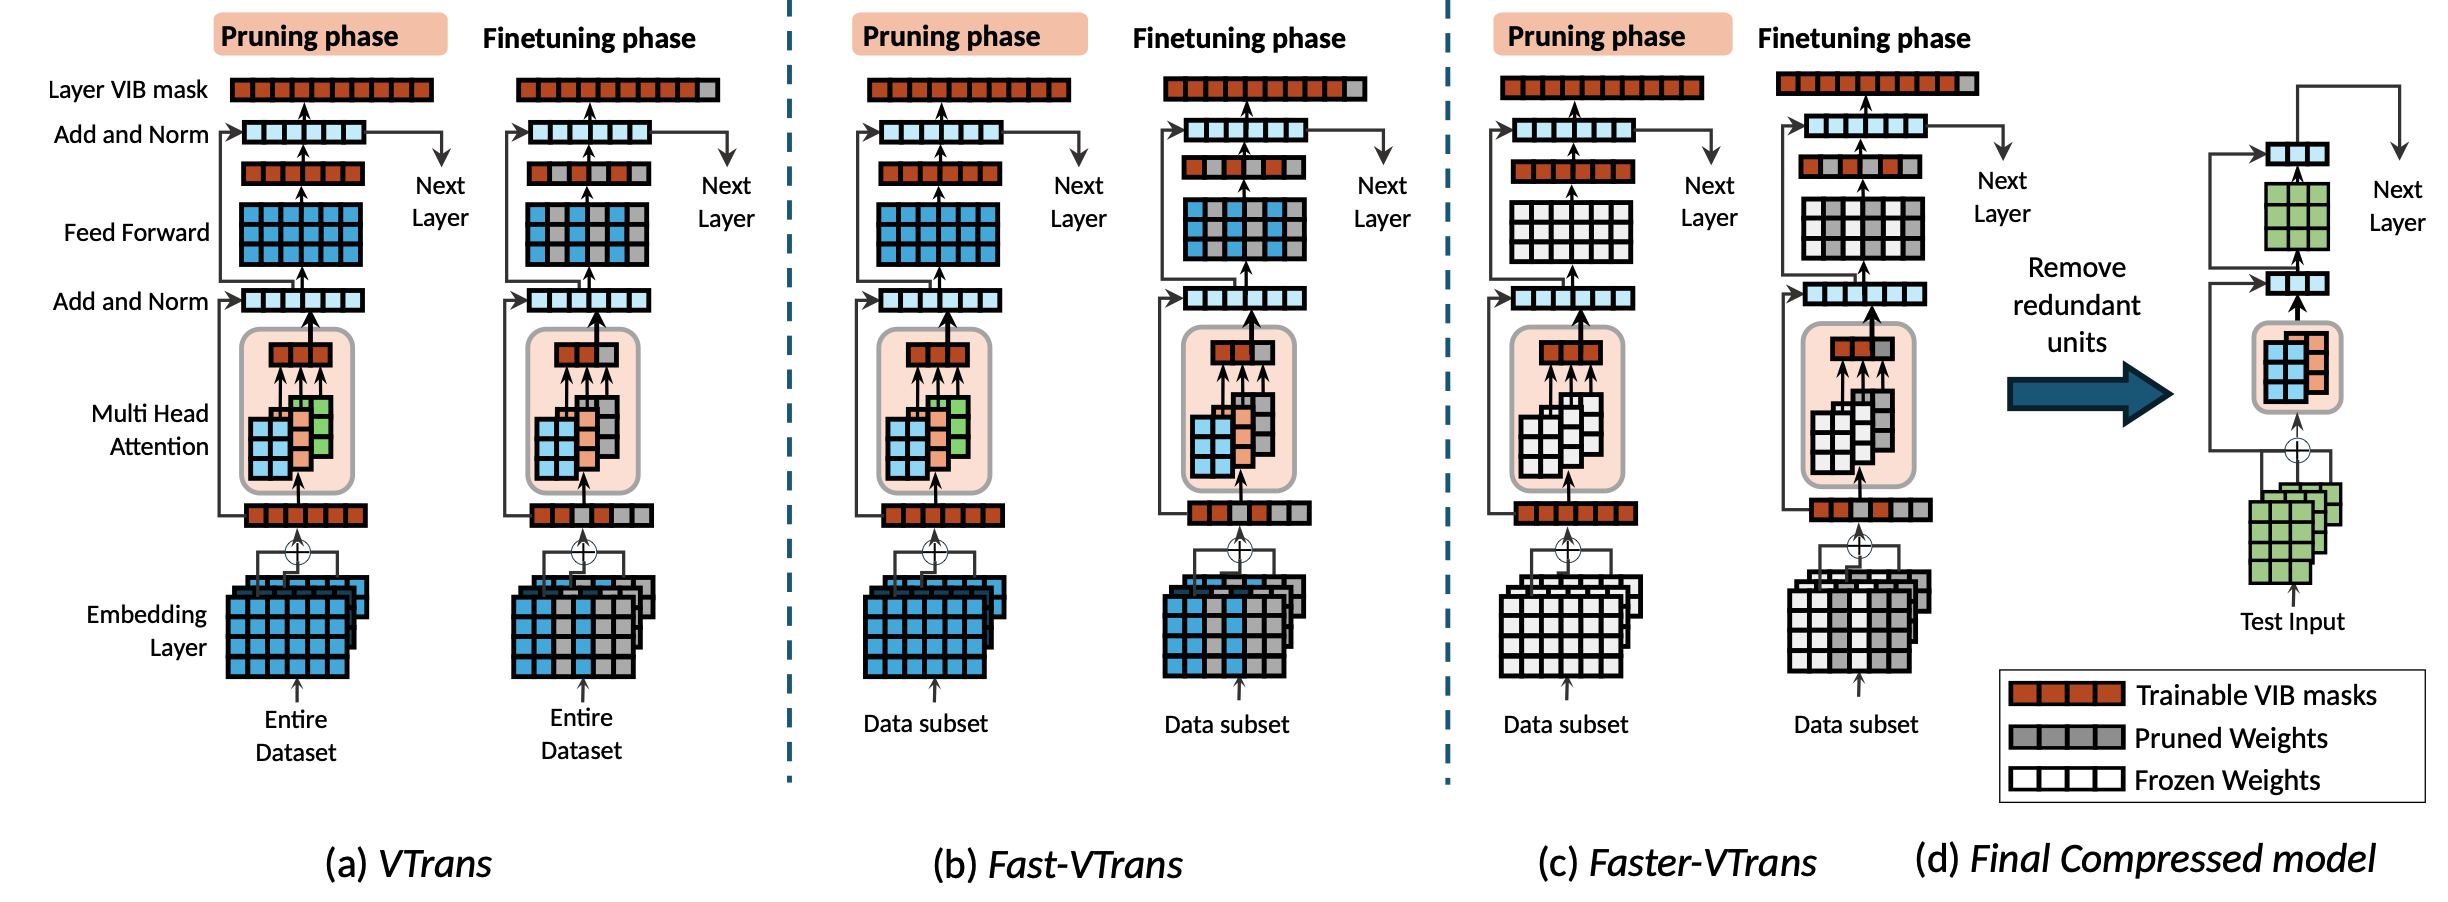 Pruning phase
Finetuning phase
Layer VIB mask
Add and Norm
Next
Layer
Next
Layer
Feed Forward
Add and Norm
Multi Head
Attention
Embedding
Layer
Entire
Dataset
Entire
Dataset
(a) VTrans
Pruning phase
Finetuning phase
Next
Layer
Next
Layer
Data subset
Data subset
(b) Fast-VTrans
Pruning phase
Finetuning phase
Next
Layer
Next
Layer
Data subset
Data subset
(c) Faster-VTrans
Remove
redundant
units
Next
Layer
Test Input
Trainable VIB masks
Pruned Weights
Frozen Weights
(d) Final Compressed model